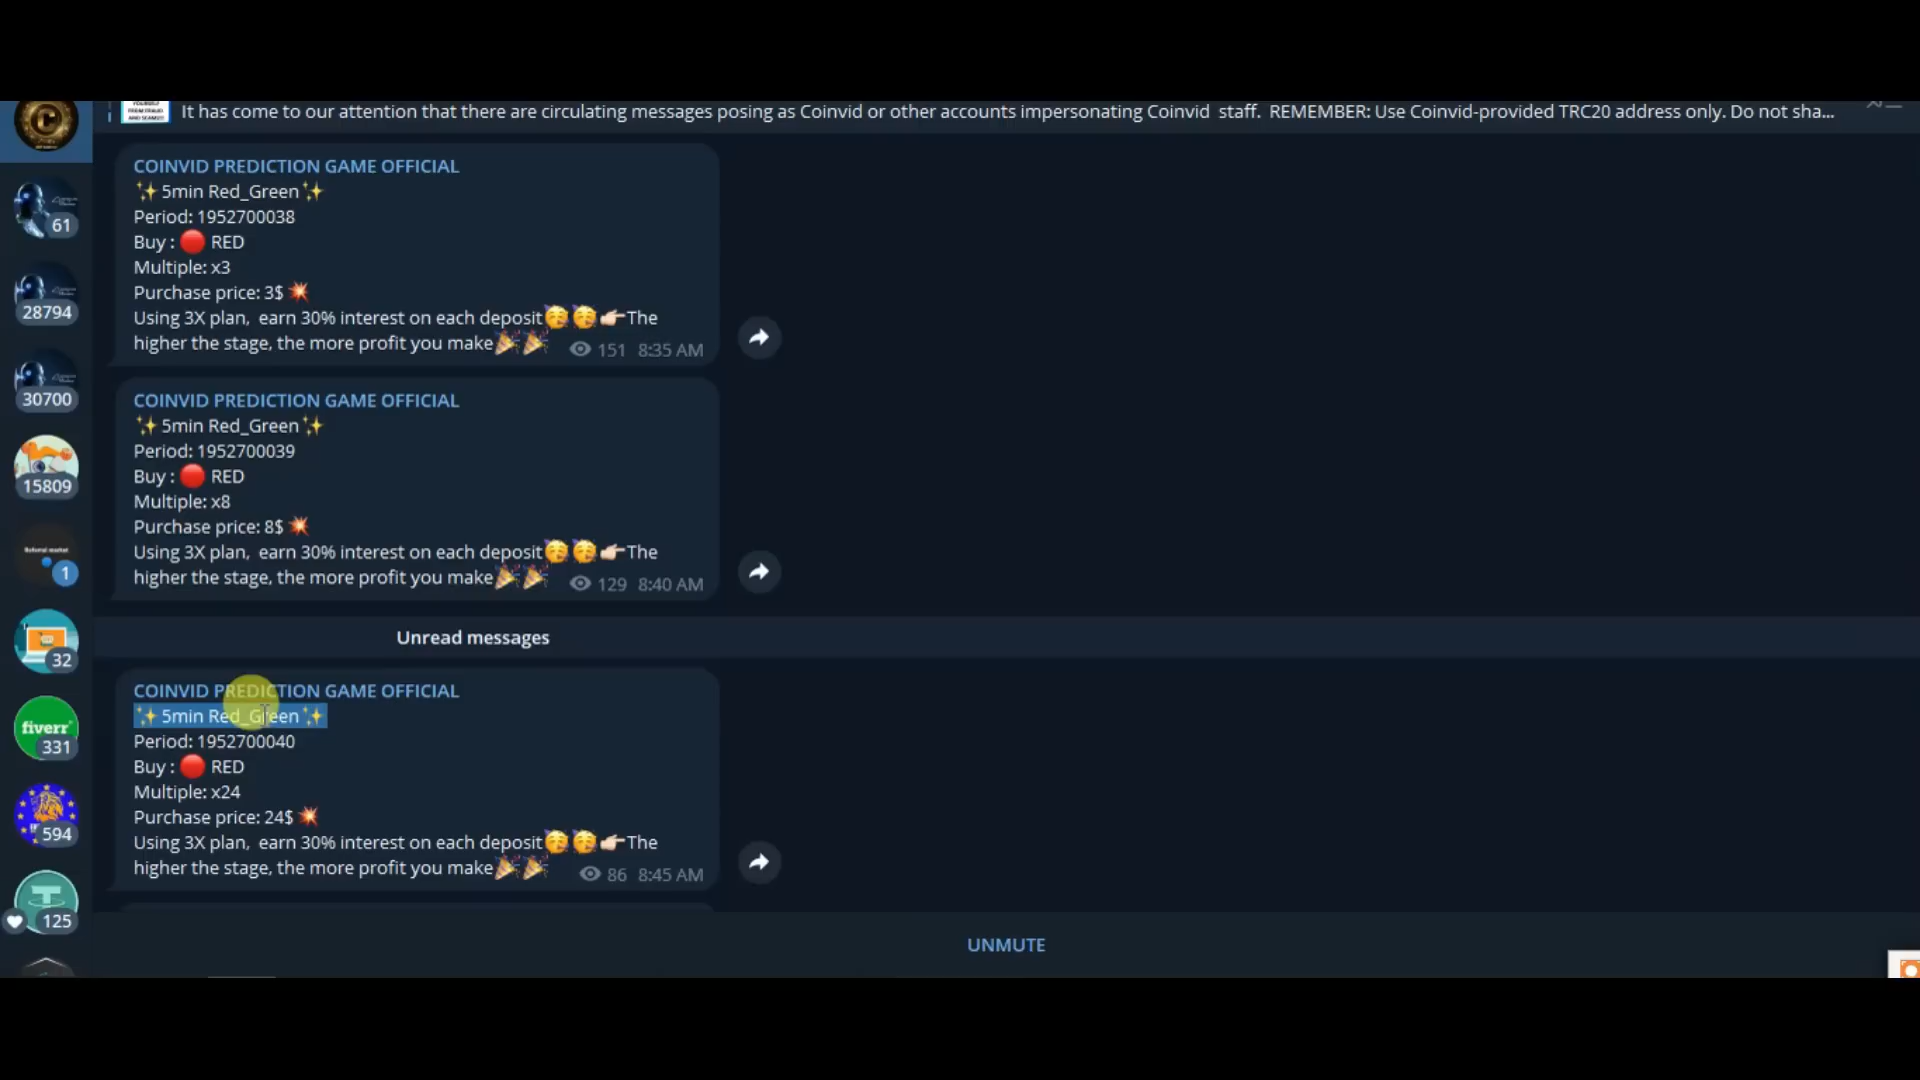 It has come to our attention that there are circulating messages posing as Coinvid or other accounts impersonating Coinvid staff. REMEMBER: Use Coinvid-provided TRC20 address only. Do not sha...
COINVID PREDICTION GAME OFFICIAL
✨ 5min Red_Green ✨
Period: 1952700038
Buy : 🔴 RED
Multiple: x3
Purchase price: 3$ 💥
Using 3X plan, earn 30% interest on each deposit🥳🥳👉🏻The
higher the stage, the more profit you make🎉🎉
151 8:35 AM
COINVID PREDICTION GAME OFFICIAL
✨ 5min Red_Green ✨
Period: 1952700039
Buy : 🔴 RED
Multiple: x8
Purchase price: 8$ 💥
Using 3X plan, earn 30% interest on each deposit🥳🥳👉🏻The
higher the stage, the more profit you make🎉🎉
129 8:40 AM
Unread messages
COINVID PREDICTION GAME OFFICIAL
✨ 5min Red_Green ✨
Period: 1952700040
Buy : 🔴 RED
Multiple: x24
Purchase price: 24$ 💥
Using 3X plan, earn 30% interest on each deposit🥳🥳👉🏻The
higher the stage, the more profit you make🎉🎉
86 8:45 AM
UNMUTE
61
28794
30700
15809
Referral market
1
32
fiverr
331
594
125